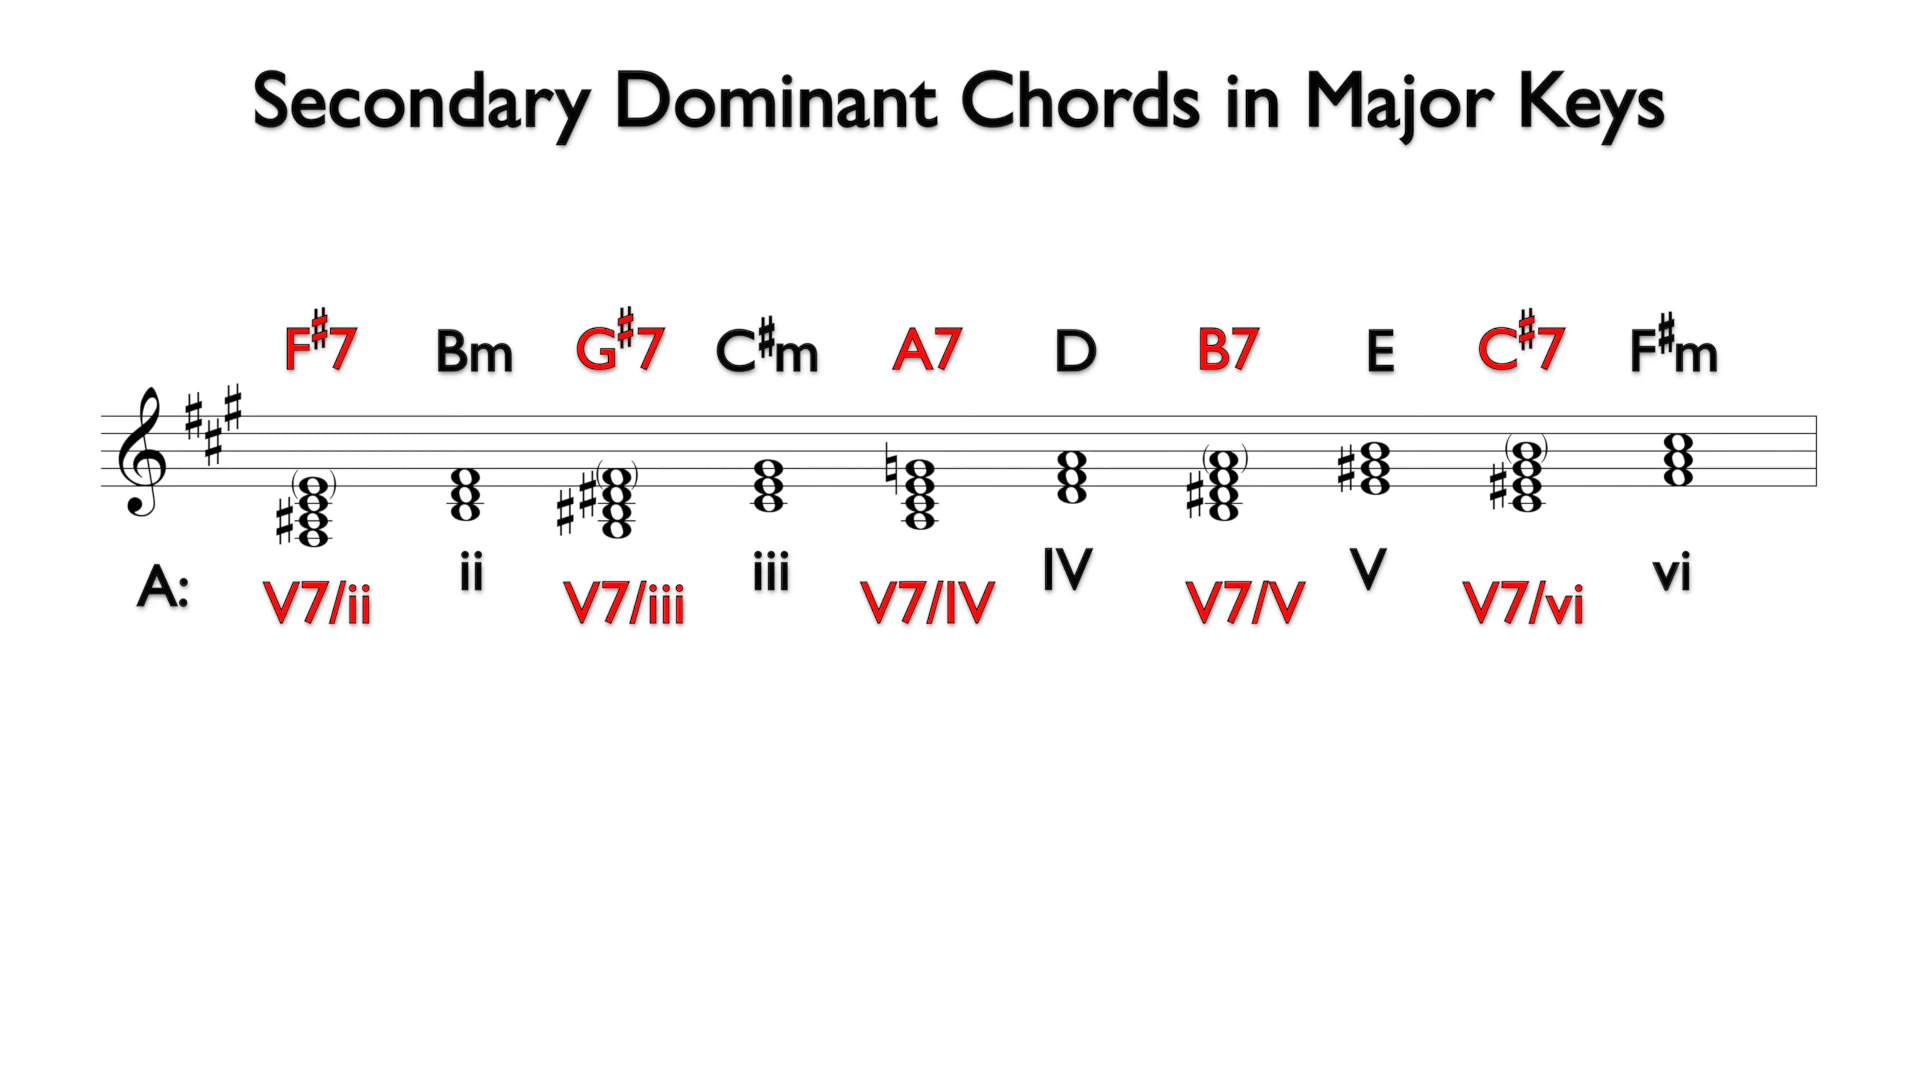 Secondary Dominant Chords in Major Keys
F♯7 Bm G♯7 C♯m A7 D B7 E C♯7 F♯m
A: V7/ii ii V7/iii iii V7/IV IV V7/V V V7/vi vi